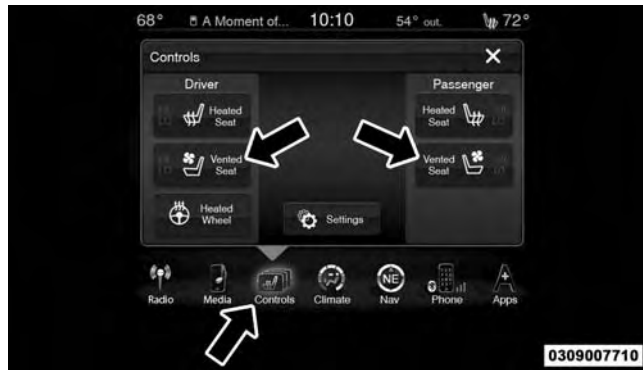 68° A Moment of... 10:10 54° out. 72°
Controls X
Driver Passenger
Heated Seat
Heated Seat
Vented Seat
Vented Seat
Heated Wheel
Settings
Radio Media Controls Climate NE Nav Phone A+ Apps
0309007710